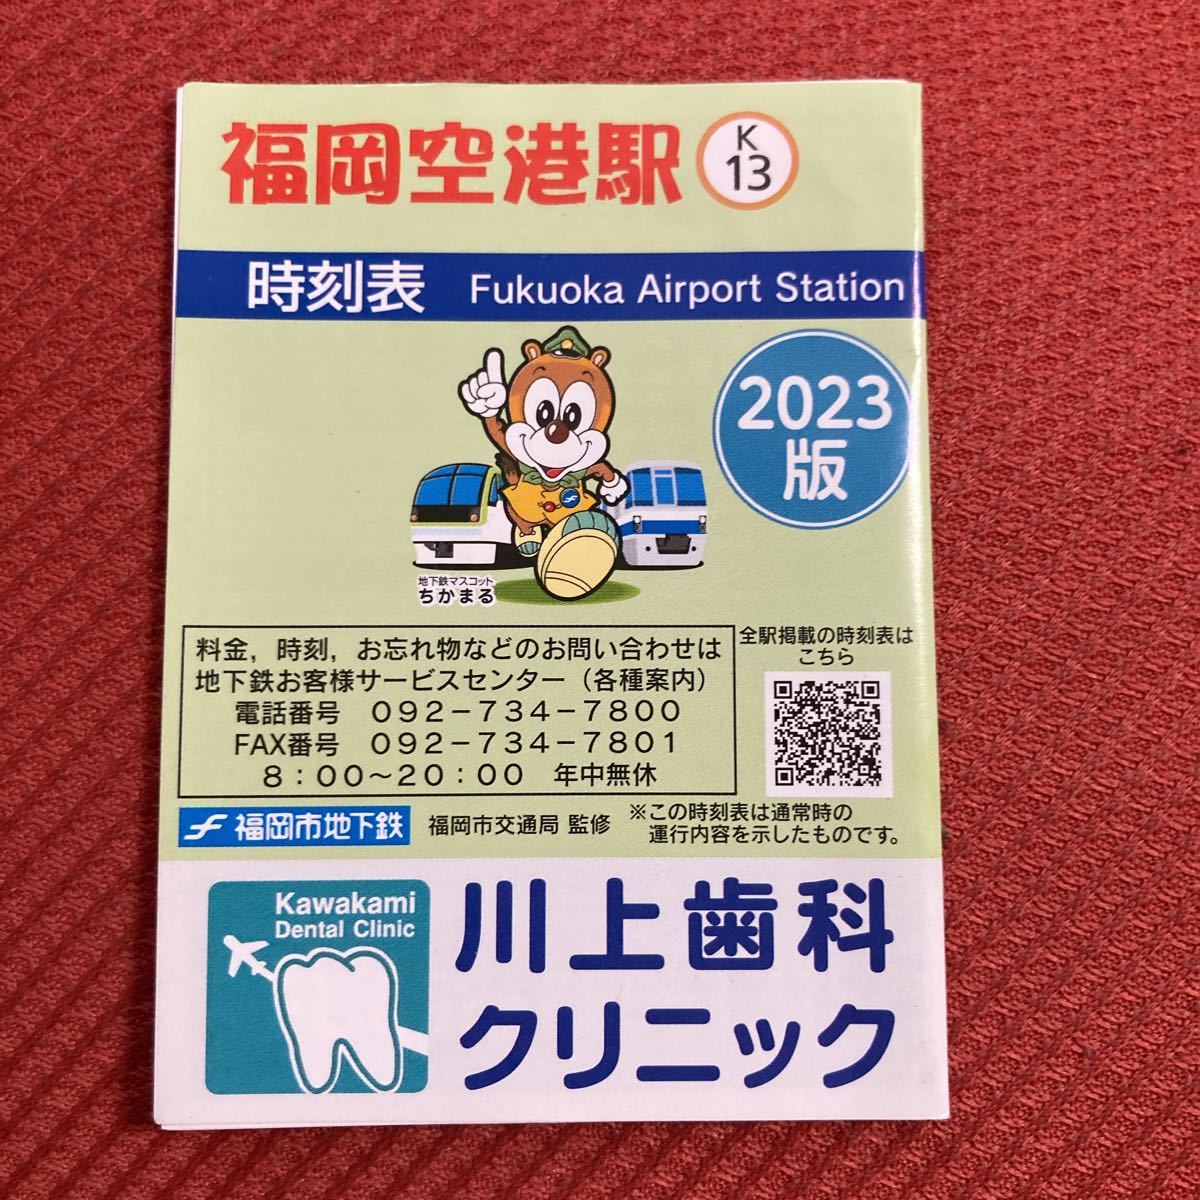 福岡空港駅
K
13
時刻表 Fukuoka Airport Station
2023
版
地下鉄マスコット
ちかまる
料金，時刻，お忘れ物などのお問い合わせは
地下鉄お客様サービスセンター（各種案内）
電話番号　０９２－７３４－７８００
FAX番号　０９２－７３４－７８０１
８：００～２０：００　年中無休
全駅掲載の時刻表は
こちら
福岡市地下鉄
福岡市交通局 監修
※この時刻表は通常時の
運行内容を示したものです。
Kawakami
Dental Clinic
川上歯科
クリニック